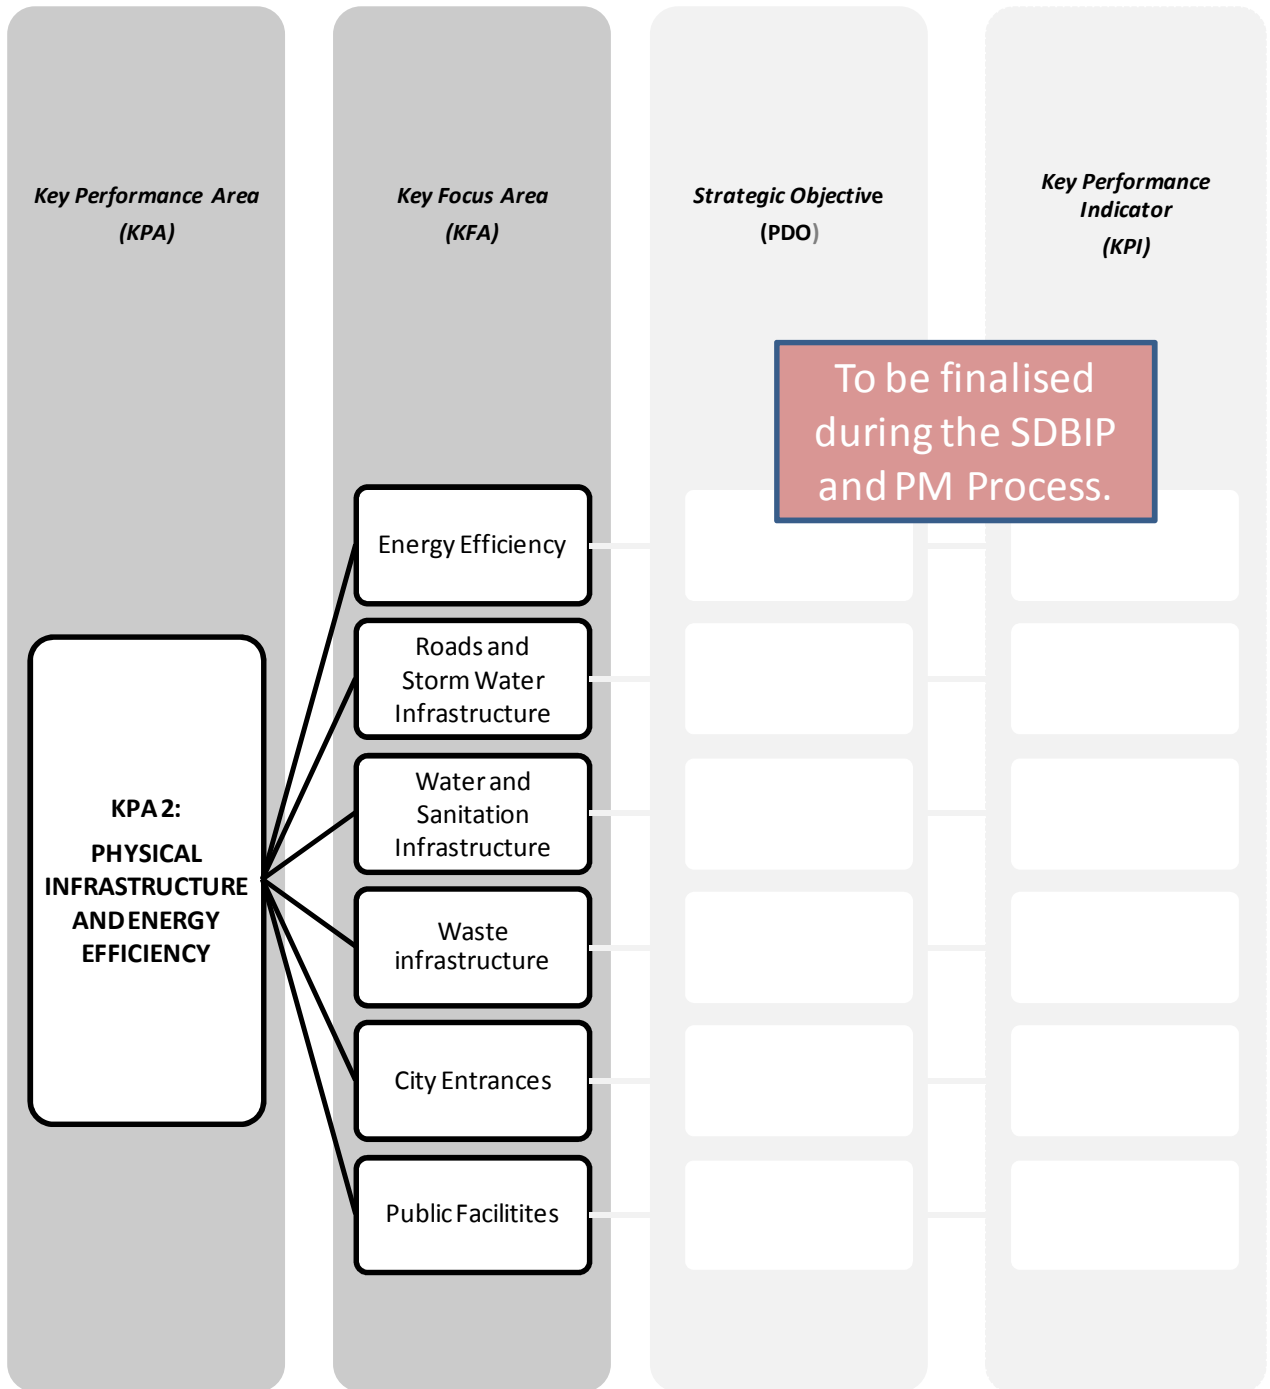 Key Performance Area
(KPA)
Key Focus Area
(KFA)
Strategic Objective
(PDO)
Key Performance
Indicator
(KPI)
To be finalised
during the SDBIP
and PM Process.
KPA 2:
PHYSICAL
INFRASTRUCTURE
AND ENERGY
EFFICIENCY
Energy Efficiency
Roads and
Storm Water
Infrastructure
Water and
Sanitation
Infrastructure
Waste
infrastructure
City Entrances
Public Facilitites